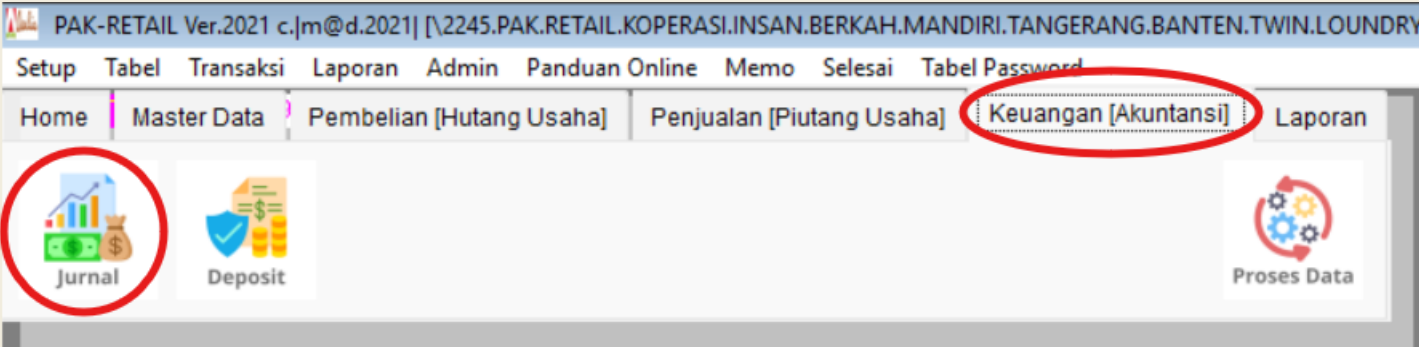 PAK-RETAIL Ver.2021 c.|m@d.2021| [\2245.PAK.RETAIL.KOPERASI.INSAN.BERKAH.MANDIRI.TANGERANG.BANTEN.TWIN.LOUNDRY
Setup Tabel Transaksi Laporan Admin Panduan Online Memo Selesai Tabel Password
Home Master Data Pembelian [Hutang Usaha] Penjualan [Piutang Usaha] Keuangan [Akuntansi] Laporan
Jurnal Deposit Proses Data